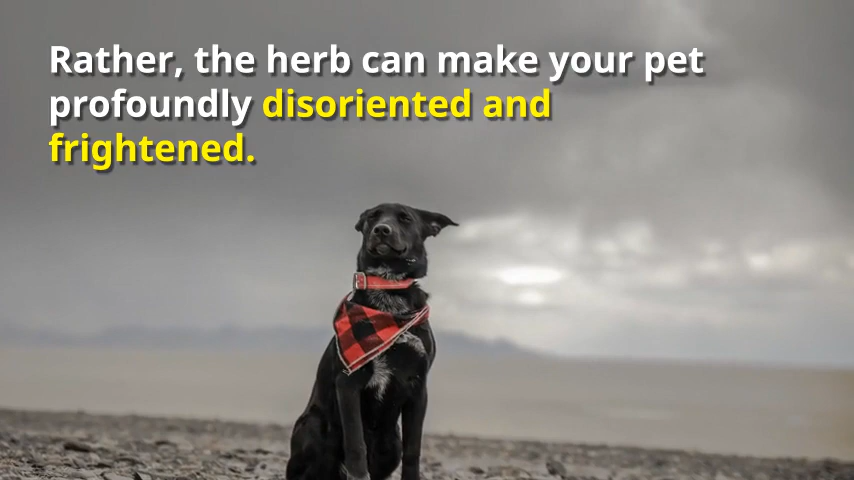 Rather, the herb can make your pet
profoundly disoriented and
frightened.